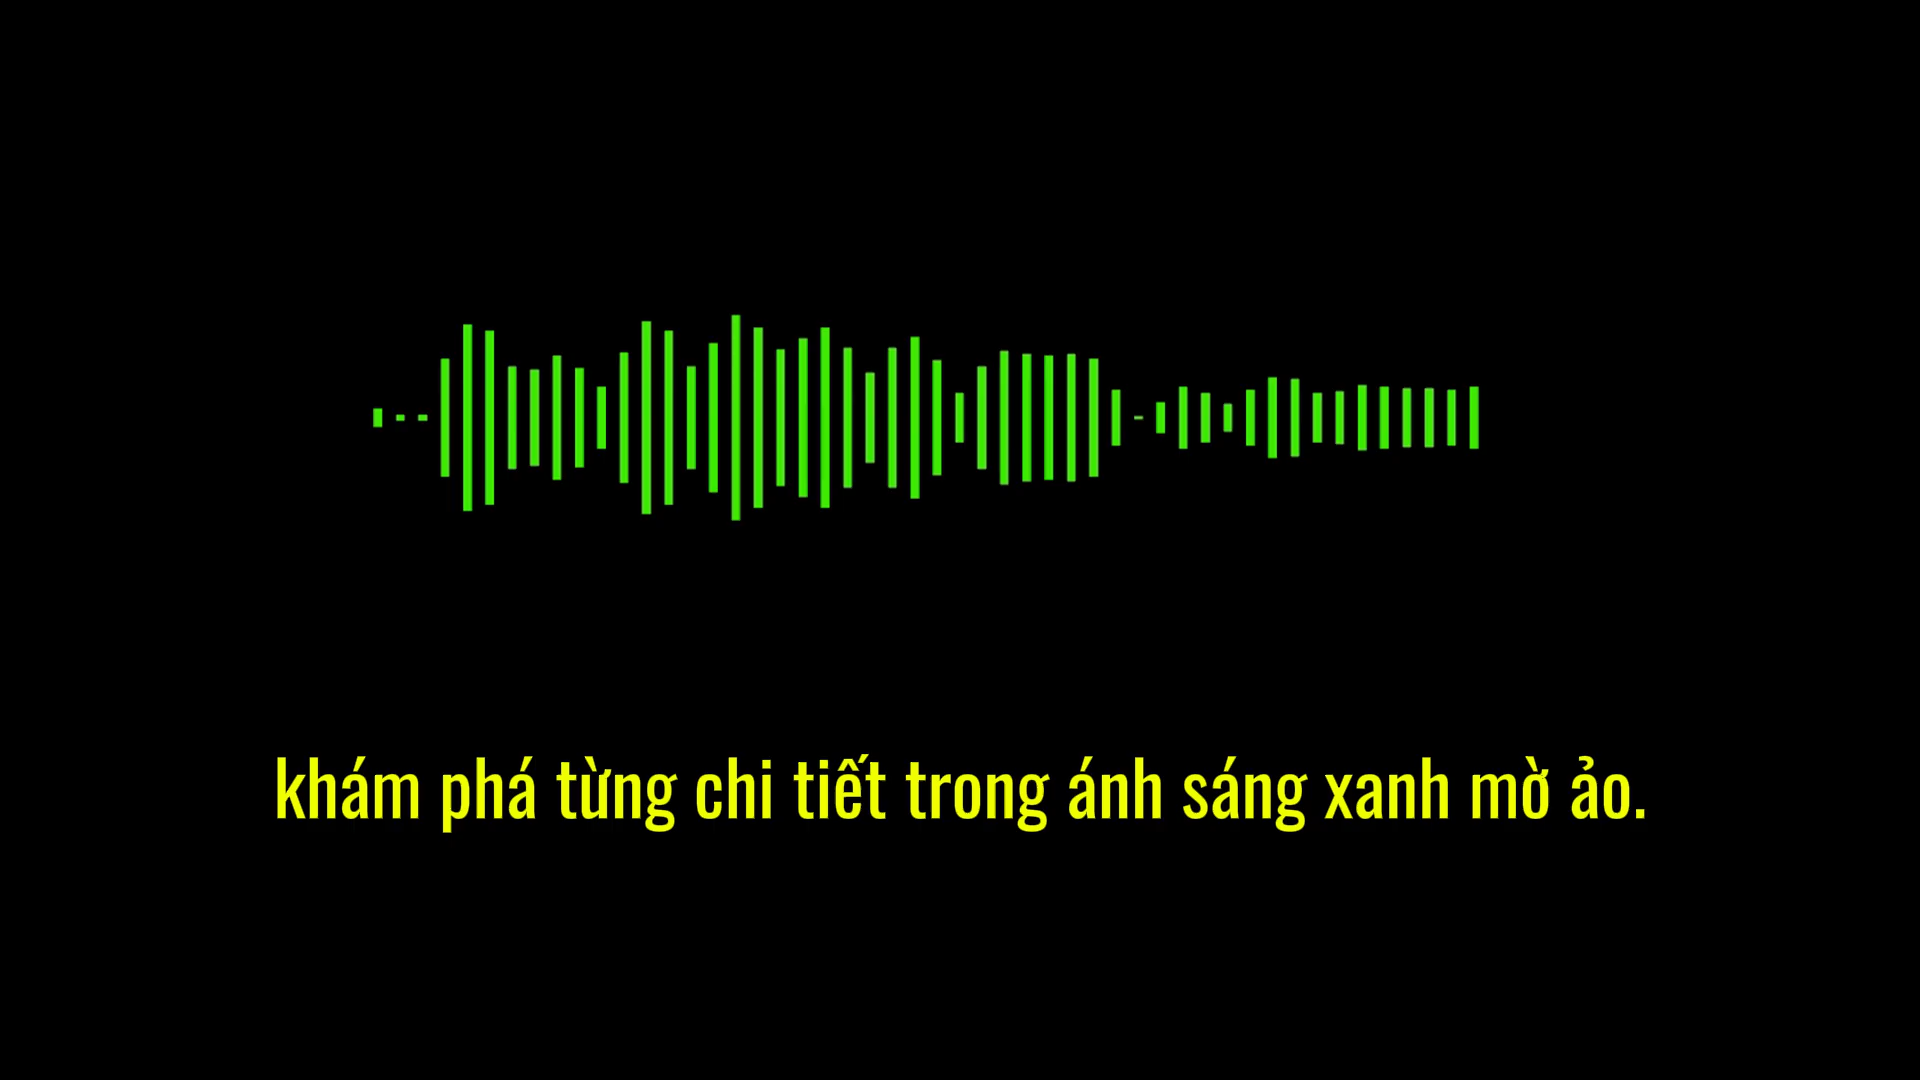 khám phá từng chi tiết trong ánh sáng xanh mờ ảo.